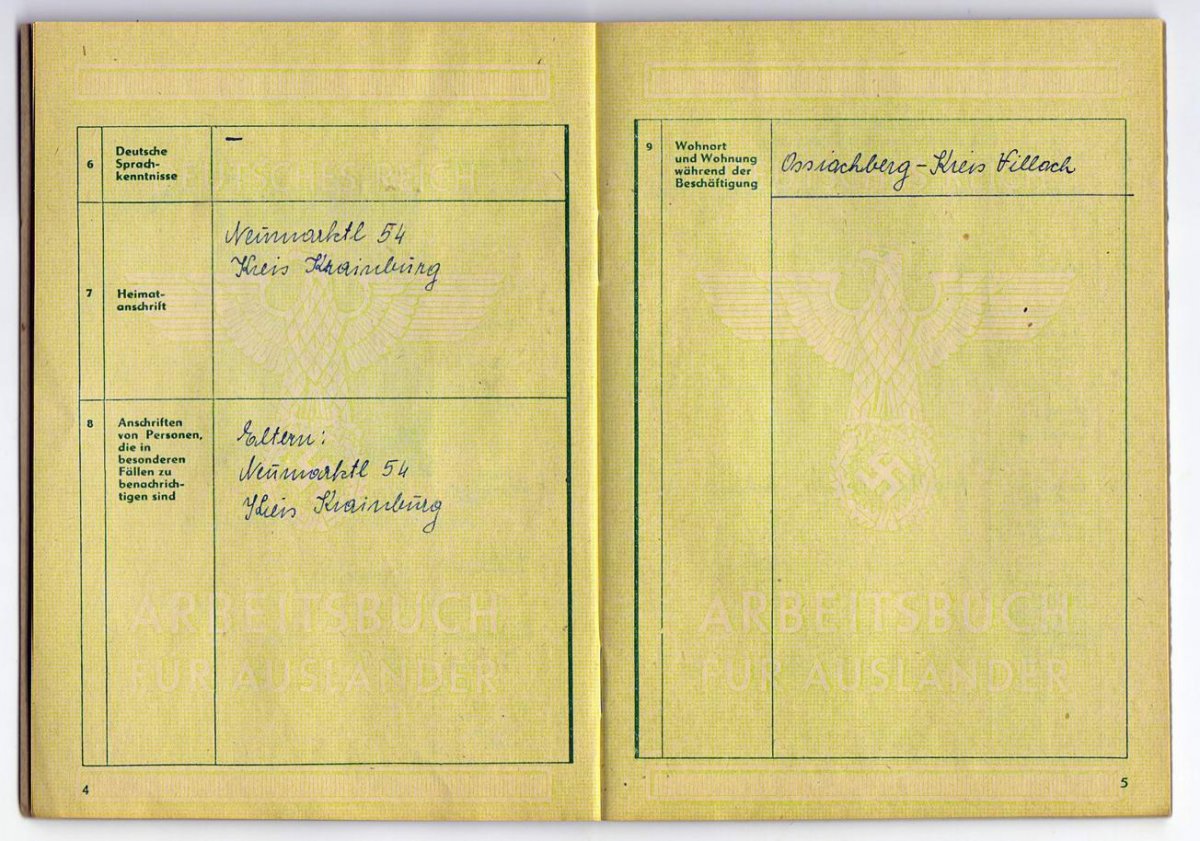 6
Deutsche
Sprach-
kenntnisse
—
7
Heimat-
anschrift
Neumarktl 54
Kreis Krainburg
8
Anschriften
von Personen,
die in
besonderen
Fällen zu
benachrich-
tigen sind
Eltern:
Neumarktl 54
Kreis Krainburg
ARBEITSBUCH
FÜR AUSLÄNDER
4
9
Wohnort
und Wohnung
während der
Beschäftigung
Ossiachberg - Kreis Villach
ARBEITSBUCH
FÜR AUSLÄNDER
5